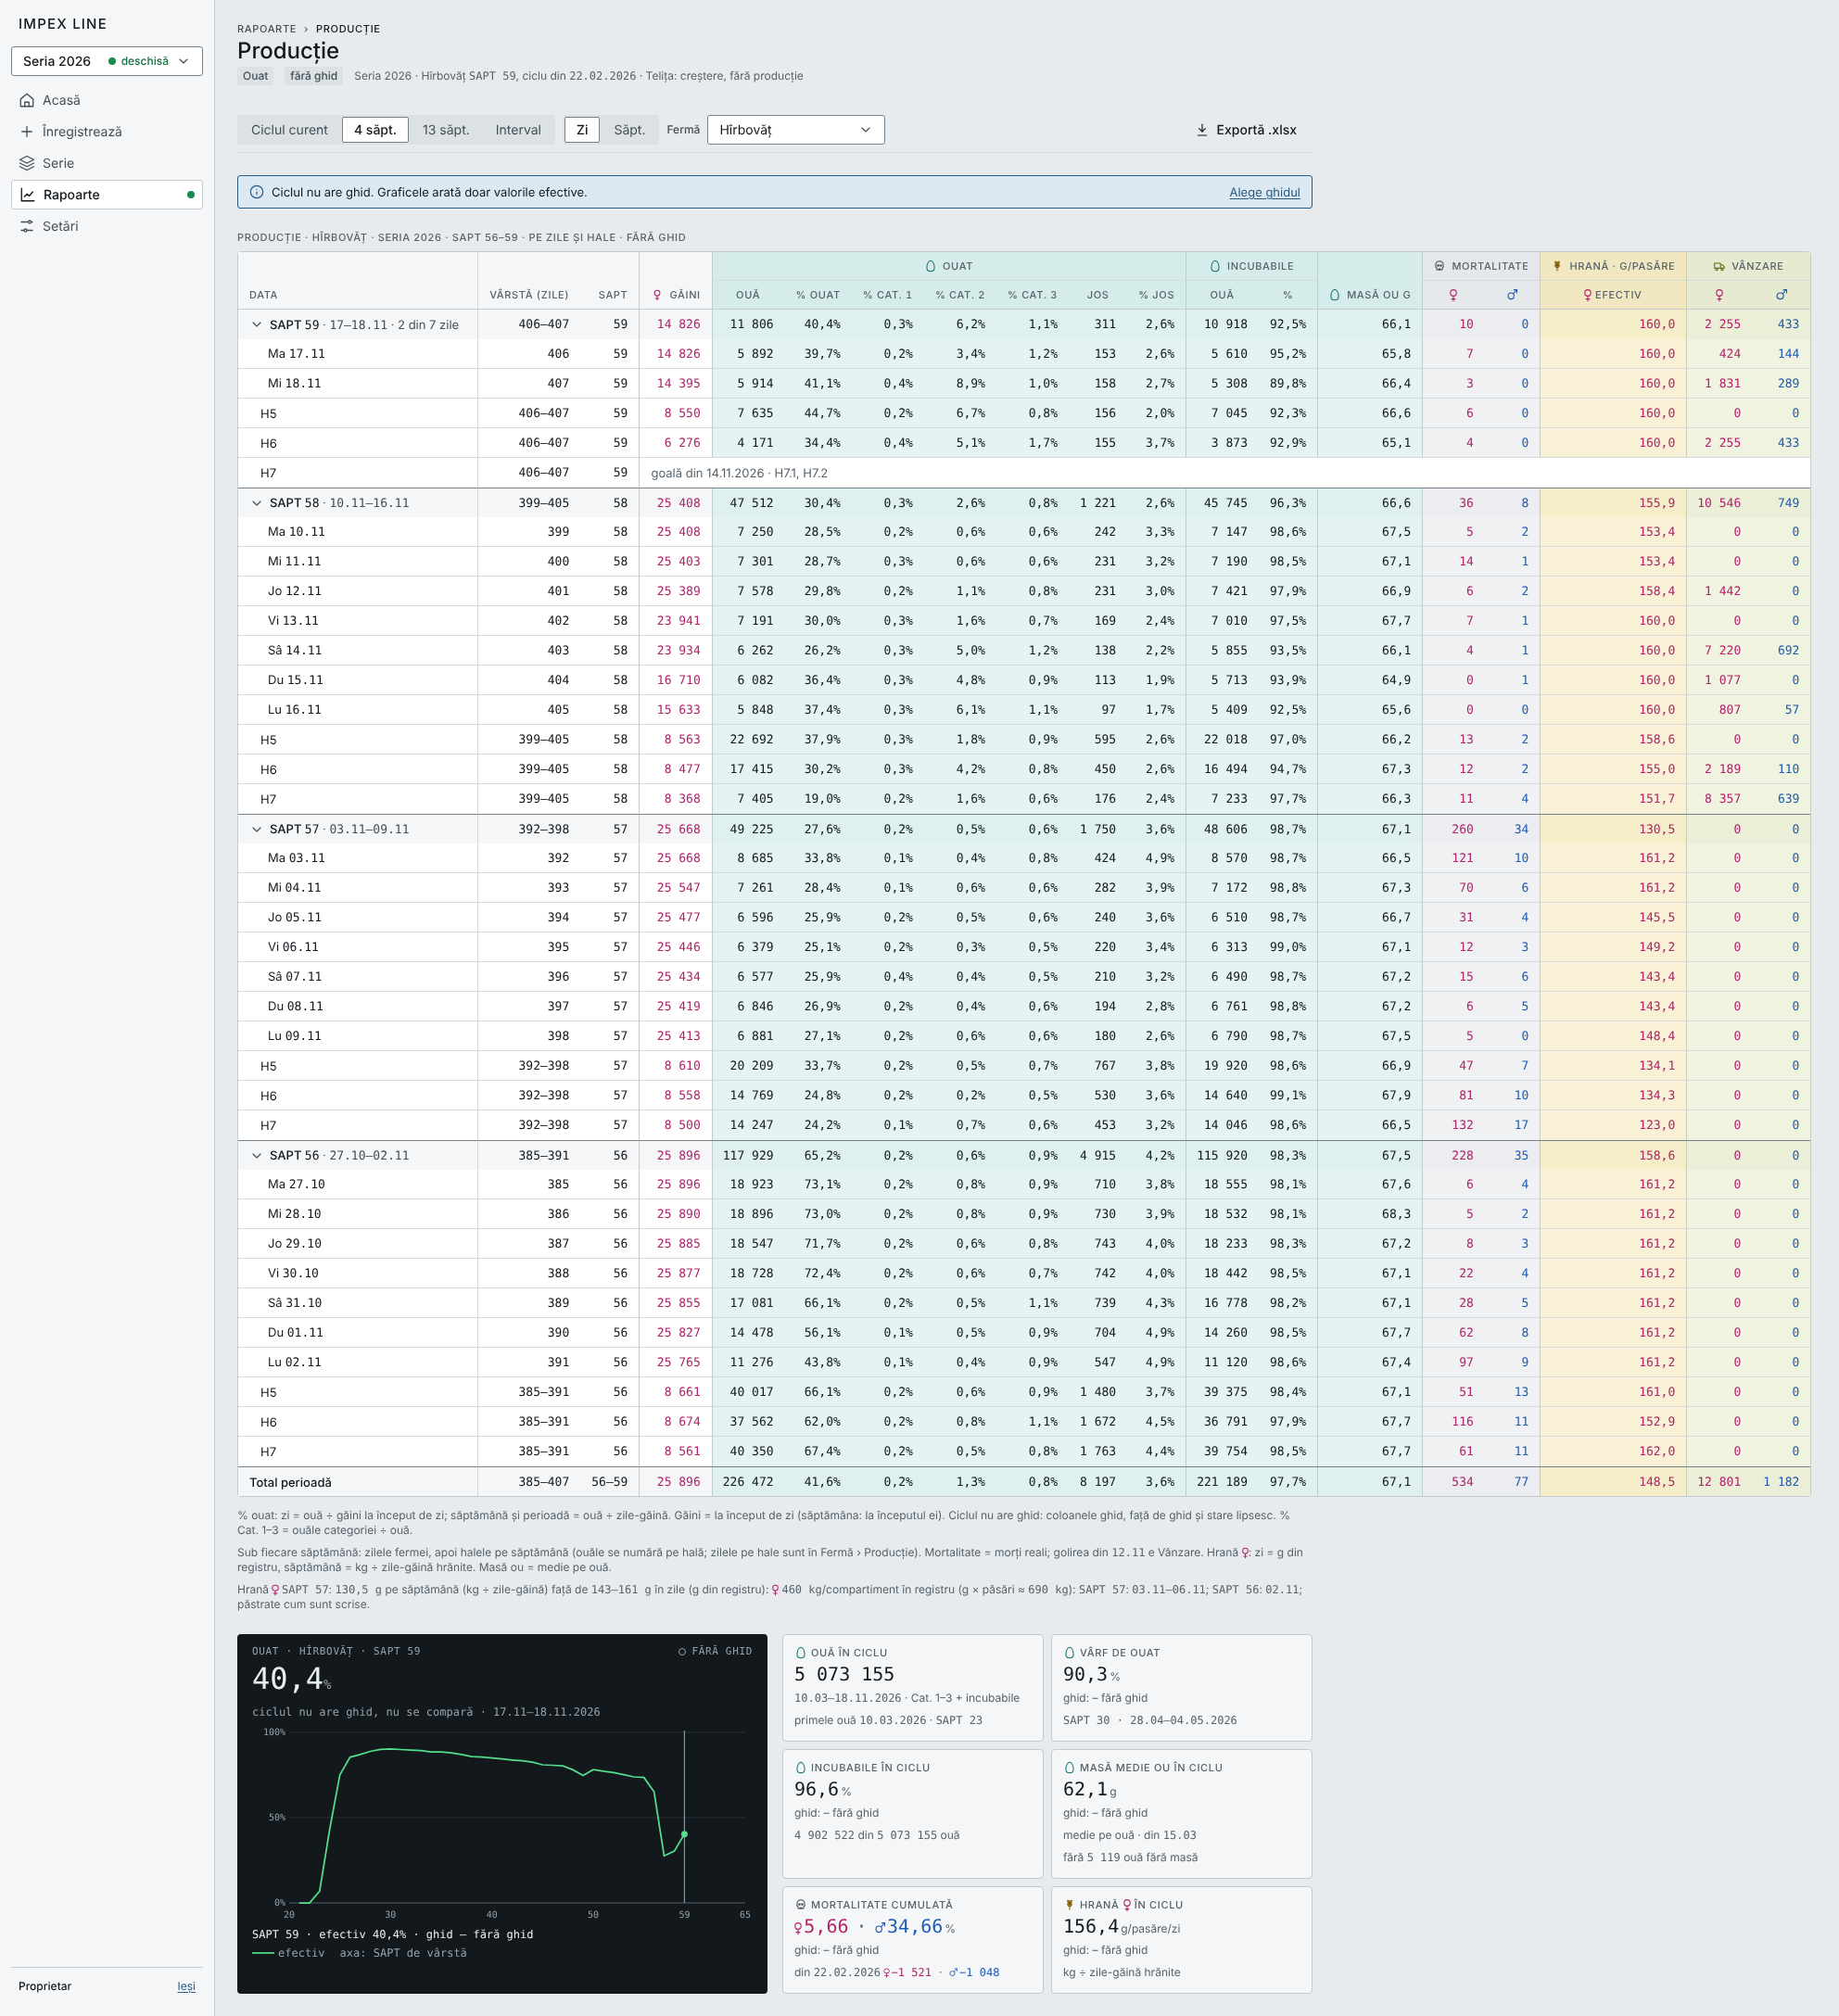 IMPEX LINE
Seria 2026 deschisă
Acasă
Înregistrează
Serie
Rapoarte
Setări
RAPOARTE › PRODUCȚIE
Producție
Ouat fără ghid Seria 2026 · Hîrbovăț SAPT 59, ciclu din 22.02.2026 · Telița: creștere, fără producție
Ciclul curent 4 săpt. 13 săpt. Interval Zi Săpt. Fermă Hîrbovăț Exportă .xlsx
Ciclul nu are ghid. Graficele arată doar valorile efective. Alege ghidul
PRODUCȚIE · HÎRBOVĂȚ · SERIA 2026 · SAPT 56–59 · PE ZILE ȘI HALE · FĂRĂ GHID
OUAT INCUBABILE MORTALITATE HRANĂ · G/PASĂRE VÂNZARE
DATA VÂRSTĂ (ZILE) SAPT ♀ GĂINI OUĂ % OUAT % CAT. 1 % CAT. 2 % CAT. 3 JOS % JOS OUĂ % MASĂ OU G ♀ ♂ ♀ EFECTIV ♀ ♂
SAPT 59 · 17–18.11 · 2 din 7 zile 406–407 59 14 826 11 806 40,4% 0,3% 6,2% 1,1% 311 2,6% 10 918 92,5% 66,1 10 0 160,0 2 255 433
Ma 17.11 406 59 14 826 5 892 39,7% 0,2% 3,4% 1,2% 153 2,6% 5 610 95,2% 65,8 7 0 160,0 424 144
Mi 18.11 407 59 14 395 5 914 41,1% 0,4% 8,9% 1,0% 158 2,7% 5 308 89,8% 66,4 3 0 160,0 1 831 289
H5 406–407 59 8 550 7 635 44,7% 0,2% 6,7% 0,8% 156 2,0% 7 045 92,3% 66,6 6 0 160,0 0 0
H6 406–407 59 6 276 4 171 34,4% 0,4% 5,1% 1,7% 155 3,7% 3 873 92,9% 65,1 4 0 160,0 2 255 433
H7 406–407 59 goală din 14.11.2026 · H7.1, H7.2
SAPT 58 · 10.11–16.11 399–405 58 25 408 47 512 30,4% 0,3% 2,6% 0,8% 1 221 2,6% 45 745 96,3% 66,6 36 8 155,9 10 546 749
Ma 10.11 399 58 25 408 7 250 28,5% 0,2% 0,6% 0,6% 242 3,3% 7 147 98,6% 67,5 5 2 153,4 0 0
Mi 11.11 400 58 25 403 7 301 28,7% 0,3% 0,6% 0,6% 231 3,2% 7 190 98,5% 67,1 14 1 153,4 0 0
Jo 12.11 401 58 25 389 7 578 29,8% 0,2% 1,1% 0,8% 231 3,0% 7 421 97,9% 66,9 6 2 158,4 1 442 0
Vi 13.11 402 58 23 941 7 191 30,0% 0,3% 1,6% 0,7% 169 2,4% 7 010 97,5% 67,7 7 1 160,0 0 0
Sâ 14.11 403 58 23 934 6 262 26,2% 0,3% 5,0% 1,2% 138 2,2% 5 855 93,5% 66,1 4 1 160,0 7 220 692
Du 15.11 404 58 16 710 6 082 36,4% 0,3% 4,8% 0,9% 113 1,9% 5 713 93,9% 64,9 0 1 160,0 1 077 0
Lu 16.11 405 58 15 633 5 848 37,4% 0,3% 6,1% 1,1% 97 1,7% 5 409 92,5% 65,6 0 0 160,0 807 57
H5 399–405 58 8 563 22 692 37,9% 0,3% 1,8% 0,9% 595 2,6% 22 018 97,0% 66,2 13 2 158,6 0 0
H6 399–405 58 8 477 17 415 30,2% 0,3% 4,2% 0,8% 450 2,6% 16 494 94,7% 67,3 12 2 155,0 2 189 110
H7 399–405 58 8 368 7 405 19,0% 0,2% 1,6% 0,6% 176 2,4% 7 233 97,7% 66,3 11 4 151,7 8 357 639
SAPT 57 · 03.11–09.11 392–398 57 25 668 49 225 27,6% 0,2% 0,5% 0,6% 1 750 3,6% 48 606 98,7% 67,1 260 34 130,5 0 0
Ma 03.11 392 57 25 668 8 685 33,8% 0,1% 0,4% 0,8% 424 4,9% 8 570 98,7% 66,5 121 10 161,2 0 0
Mi 04.11 393 57 25 547 7 261 28,4% 0,1% 0,6% 0,6% 282 3,9% 7 172 98,8% 67,3 70 6 161,2 0 0
Jo 05.11 394 57 25 477 6 596 25,9% 0,2% 0,5% 0,6% 240 3,6% 6 510 98,7% 66,7 31 4 145,5 0 0
Vi 06.11 395 57 25 446 6 379 25,1% 0,2% 0,3% 0,5% 220 3,4% 6 313 99,0% 67,1 12 3 149,2 0 0
Sâ 07.11 396 57 25 434 6 577 25,9% 0,4% 0,4% 0,5% 210 3,2% 6 490 98,7% 67,2 15 6 143,4 0 0
Du 08.11 397 57 25 419 6 846 26,9% 0,2% 0,4% 0,6% 194 2,8% 6 761 98,8% 67,2 6 5 143,4 0 0
Lu 09.11 398 57 25 413 6 881 27,1% 0,2% 0,6% 0,6% 180 2,6% 6 790 98,7% 67,5 5 0 148,4 0 0
H5 392–398 57 8 610 20 209 33,7% 0,2% 0,5% 0,7% 767 3,8% 19 920 98,6% 66,9 47 7 134,1 0 0
H6 392–398 57 8 558 14 769 24,8% 0,2% 0,2% 0,5% 530 3,6% 14 640 99,1% 67,9 81 10 134,3 0 0
H7 392–398 57 8 500 14 247 24,2% 0,1% 0,7% 0,6% 453 3,2% 14 046 98,6% 66,5 132 17 123,0 0 0
SAPT 56 · 27.10–02.11 385–391 56 25 896 117 929 65,2% 0,2% 0,6% 0,9% 4 915 4,2% 115 920 98,3% 67,5 228 35 158,6 0 0
Ma 27.10 385 56 25 896 18 923 73,1% 0,2% 0,8% 0,9% 710 3,8% 18 555 98,1% 67,6 6 4 161,2 0 0
Mi 28.10 386 56 25 890 18 896 73,0% 0,2% 0,8% 0,9% 730 3,9% 18 532 98,1% 68,3 5 2 161,2 0 0
Jo 29.10 387 56 25 885 18 547 71,7% 0,2% 0,6% 0,8% 743 4,0% 18 233 98,3% 67,2 8 3 161,2 0 0
Vi 30.10 388 56 25 877 18 728 72,4% 0,2% 0,6% 0,7% 742 4,0% 18 442 98,5% 67,1 22 4 161,2 0 0
Sâ 31.10 389 56 25 855 17 081 66,1% 0,2% 0,5% 1,1% 739 4,3% 16 778 98,2% 67,1 28 5 161,2 0 0
Du 01.11 390 56 25 827 14 478 56,1% 0,1% 0,5% 0,9% 704 4,9% 14 260 98,5% 67,7 62 8 161,2 0 0
Lu 02.11 391 56 25 765 11 276 43,8% 0,1% 0,4% 0,9% 547 4,9% 11 120 98,6% 67,4 97 9 161,2 0 0
H5 385–391 56 8 661 40 017 66,1% 0,2% 0,6% 0,9% 1 480 3,7% 39 375 98,4% 67,1 51 13 161,0 0 0
H6 385–391 56 8 674 37 562 62,0% 0,2% 0,8% 1,1% 1 672 4,5% 36 791 97,9% 67,7 116 11 152,9 0 0
H7 385–391 56 8 561 40 350 67,4% 0,2% 0,5% 0,8% 1 763 4,4% 39 754 98,5% 67,7 61 11 162,0 0 0
Total perioadă 385–407 56–59 25 896 226 472 41,6% 0,2% 1,3% 0,8% 8 197 3,6% 221 189 97,7% 67,1 534 77 148,5 12 801 1 182
% ouat: zi = ouă ÷ găini la început de zi; săptămână și perioadă = ouă ÷ zile-găină. Găini = la început de zi (săptămâna: la începutul ei). Ciclul nu are ghid: coloanele ghid, față de ghid și stare lipsesc. %
Cat. 1–3 = ouăle categoriei ÷ ouă.
Sub fiecare săptămână: zilele fermei, apoi halele pe săptămână (ouăle se numără pe hală; zilele pe hale sunt în Fermă › Producție). Mortalitate = morți reali; golirea din 12.11 e Vânzare. Hrană ♀: zi = g din
registru, săptămână = kg ÷ zile-găină hrănite. Masă ou = medie pe ouă.
Hrană ♀ SAPT 57: 130,5 g pe săptămână (kg ÷ zile-găină) față de 143–161 g în zile (g din registru): ♀ 460 kg/compartiment în registru (g × păsări ≈ 690 kg): SAPT 57: 03.11–06.11; SAPT 56: 02.11;
păstrate cum sunt scrise.
OUAT · HÎRBOVĂȚ · SAPT 59 FĂRĂ GHID
40,4%
ciclul nu are ghid, nu se compară · 17.11–18.11.2026
100%
50%
0%
20 30 40 50 59 65
SAPT 59 · efectiv 40,4% · ghid – fără ghid
efectiv axa: SAPT de vârstă
OUĂ ÎN CICLU
5 073 155
10.03–18.11.2026 · Cat. 1–3 + incubabile
primele ouă 10.03.2026 · SAPT 23
VÂRF DE OUAT
90,3 %
ghid: – fără ghid
SAPT 30 · 28.04–04.05.2026
INCUBABILE ÎN CICLU
96,6 %
ghid: – fără ghid
4 902 522 din 5 073 155 ouă
MASĂ MEDIE OU ÎN CICLU
62,1 g
ghid: – fără ghid
medie pe ouă · din 15.03
fără 5 119 ouă fără masă
MORTALITATE CUMULATĂ
♀5,66 · ♂34,66 %
ghid: – fără ghid
din 22.02.2026 ♀−1 521 · ♂−1 048
HRANĂ ♀ ÎN CICLU
156,4 g/pasăre/zi
ghid: – fără ghid
kg ÷ zile-găină hrănite
Proprietar Ieși